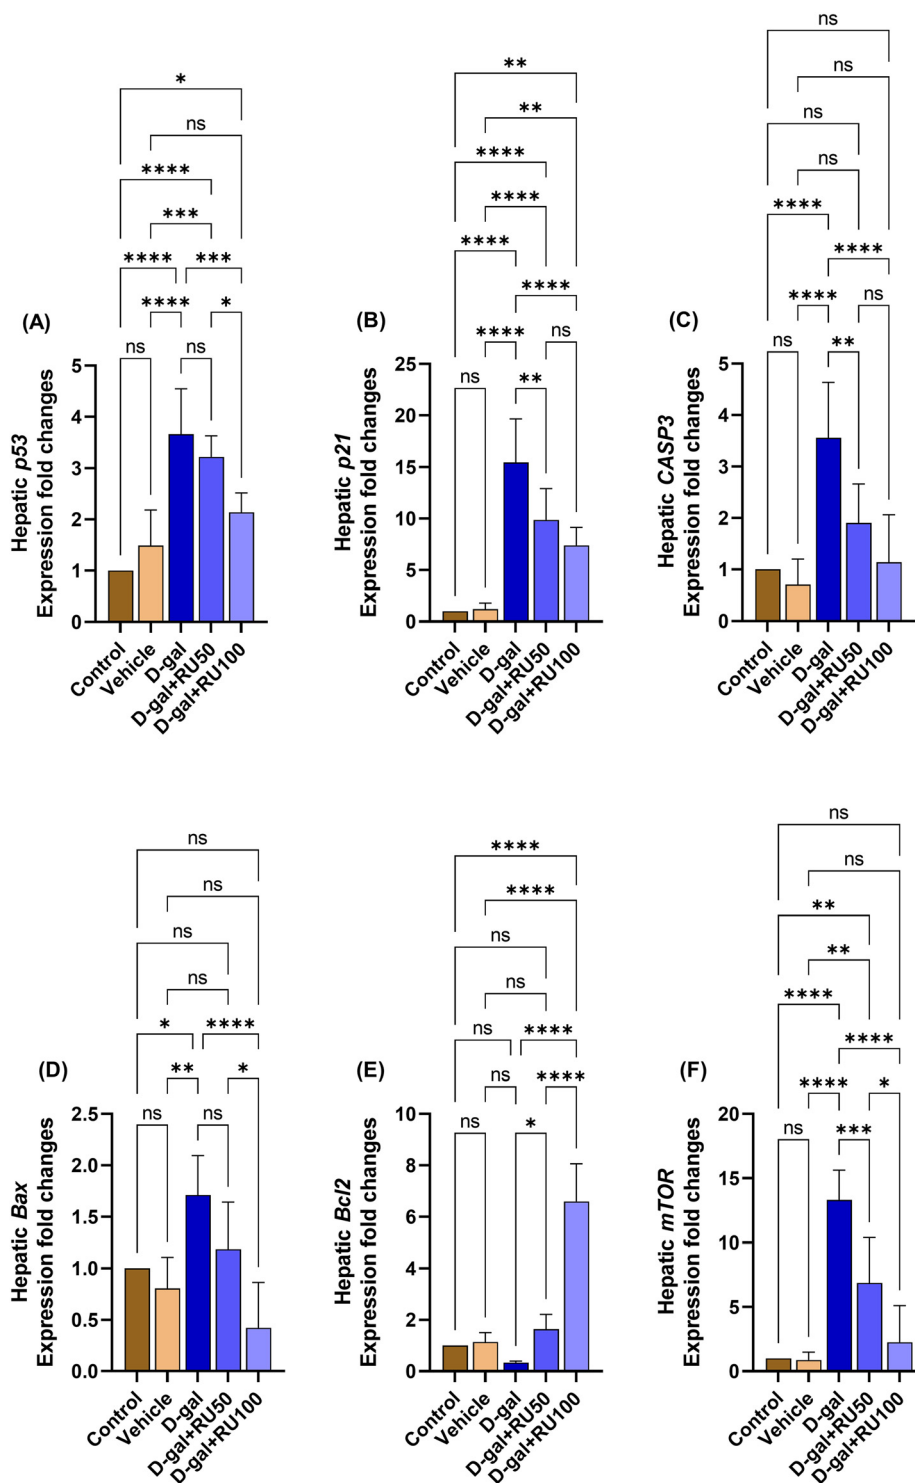 ns
ns
**
*
ns
ns
**
ns
****
****
ns
***
****
ns
****
****
***
****
****
****
*
****
****
ns
(A)
(B)
(C)
ns
ns
****
ns
ns
**
ns
**
Hepatic p53
Expression fold changes
5
4
3
2
1
0
Control
Vehicle
D-gal
D-gal+RU50
D-gal+RU100
Hepatic p21
Expression fold changes
25
20
15
10
5
0
Control
Vehicle
D-gal
D-gal+RU50
D-gal+RU100
Hepatic CASP3
Expression fold changes
5
4
3
2
1
0
Control
Vehicle
D-gal
D-gal+RU50
D-gal+RU100
ns
ns
****
ns
ns
****
**
ns
ns
**
ns
ns
****
*
****
ns
****
****
**
*
ns
****
****
*
(D)
(E)
(F)
ns
ns
ns
*
ns
***
Hepatic Bax
Expression fold changes
2.5
2.0
1.5
1.0
0.5
0.0
Control
Vehicle
D-gal
D-gal+RU50
D-gal+RU100
Hepatic Bcl2
Expression fold changes
10
8
6
4
2
0
Control
Vehicle
D-gal
D-gal+RU50
D-gal+RU100
Hepatic mTOR
Expression fold changes
20
15
10
5
0
Control
Vehicle
D-gal
D-gal+RU50
D-gal+RU100